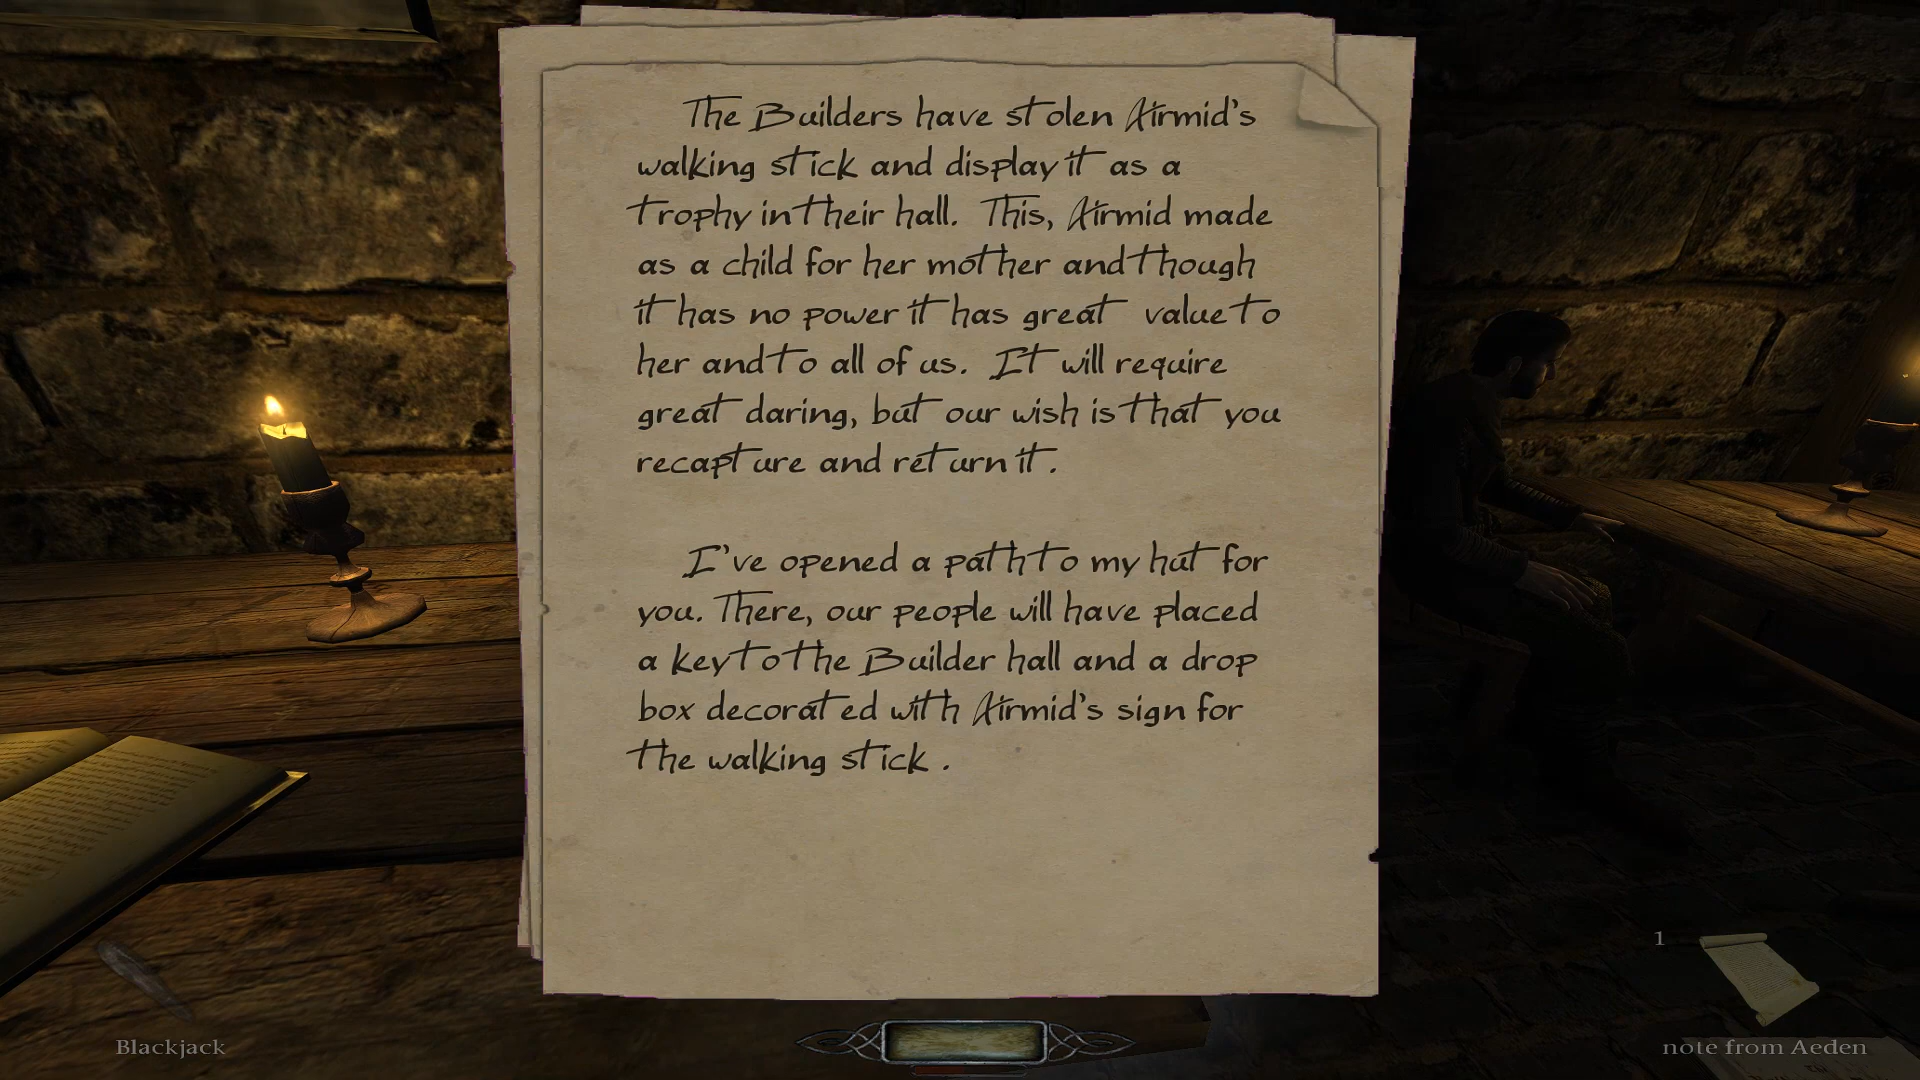 The Builders have stolen Airmid's
walking stick and display it as a
trophy in their hall. This, Airmid made
as a child for her mother and though
it has no power it has great value to
her and to all of us. It will require
great daring, but our wish is that you
recapture and return it.
I've opened a path to my hut for
you. There, our people will have placed
a key to the Builder hall and a drop
box decorated with Airmid's sign for
the walking stick.
1
Blackjack
note from Aeden